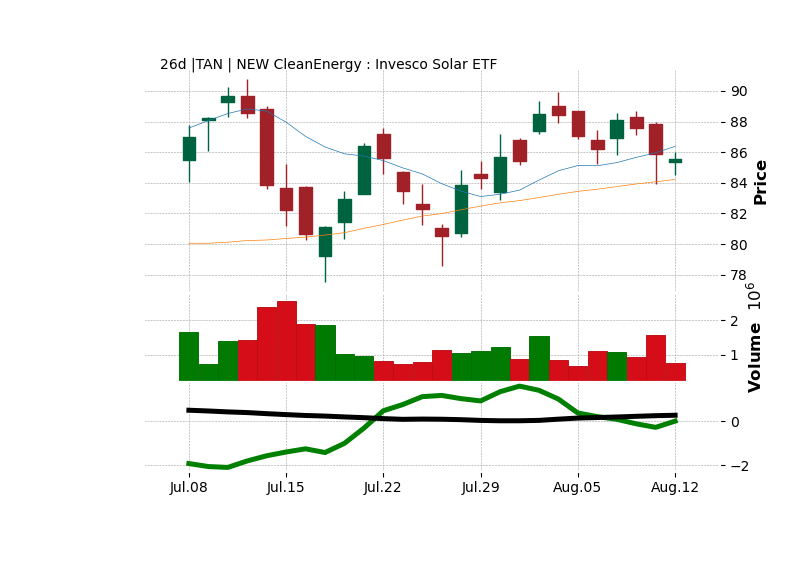 26d |TAN | NEW CleanEnergy : Invesco Solar ETF
90
88
86
84
82
80
78
Price
2
1
Volume 10^6
0
−2
Jul.08 Jul.15 Jul.22 Jul.29 Aug.05 Aug.12